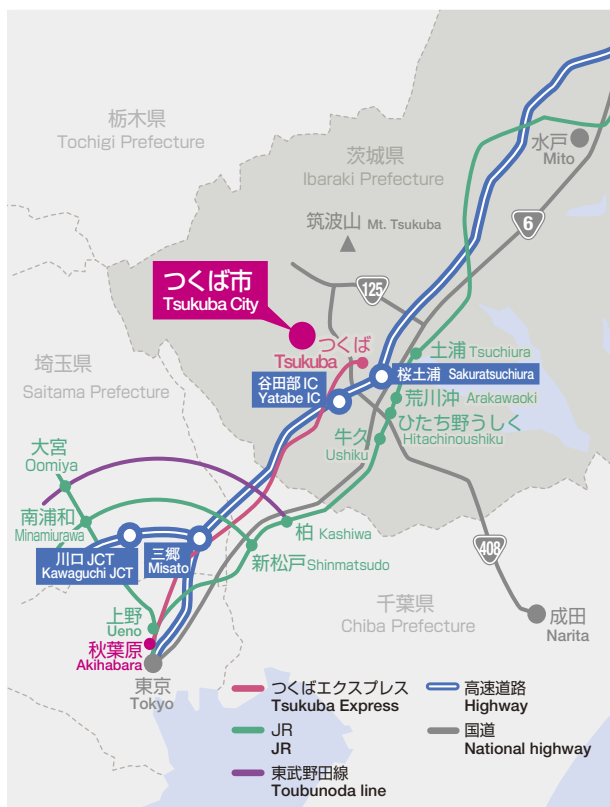 栃木県
Tochigi Prefecture
茨城県
Ibaraki Prefecture
水戸
Mito
筑波山 Mt. Tsukuba
6
125
つくば市
Tsukuba City
つくば
Tsukuba
土浦 Tsuchiura
埼玉県
Saitama Prefecture
谷田部 IC
Yatabe IC
桜土浦 Sakuratsuchiura
荒川沖 Arakawaoki
ひたち野うしく
Hitachinoushiku
牛久
Ushiku
大宮
Oomiya
南浦和
Minamiurawa
柏 Kashiwa
川口 JCT
Kawaguchi JCT
三郷
Misato
新松戸 Shinmatsudo
408
千葉県
Chiba Prefecture
成田
Narita
上野
Ueno
秋葉原
Akihabara
東京
Tokyo
つくばエクスプレス
Tsukuba Express
高速道路
Highway
JR
JR
国道
National highway
東武野田線
Toubunoda line